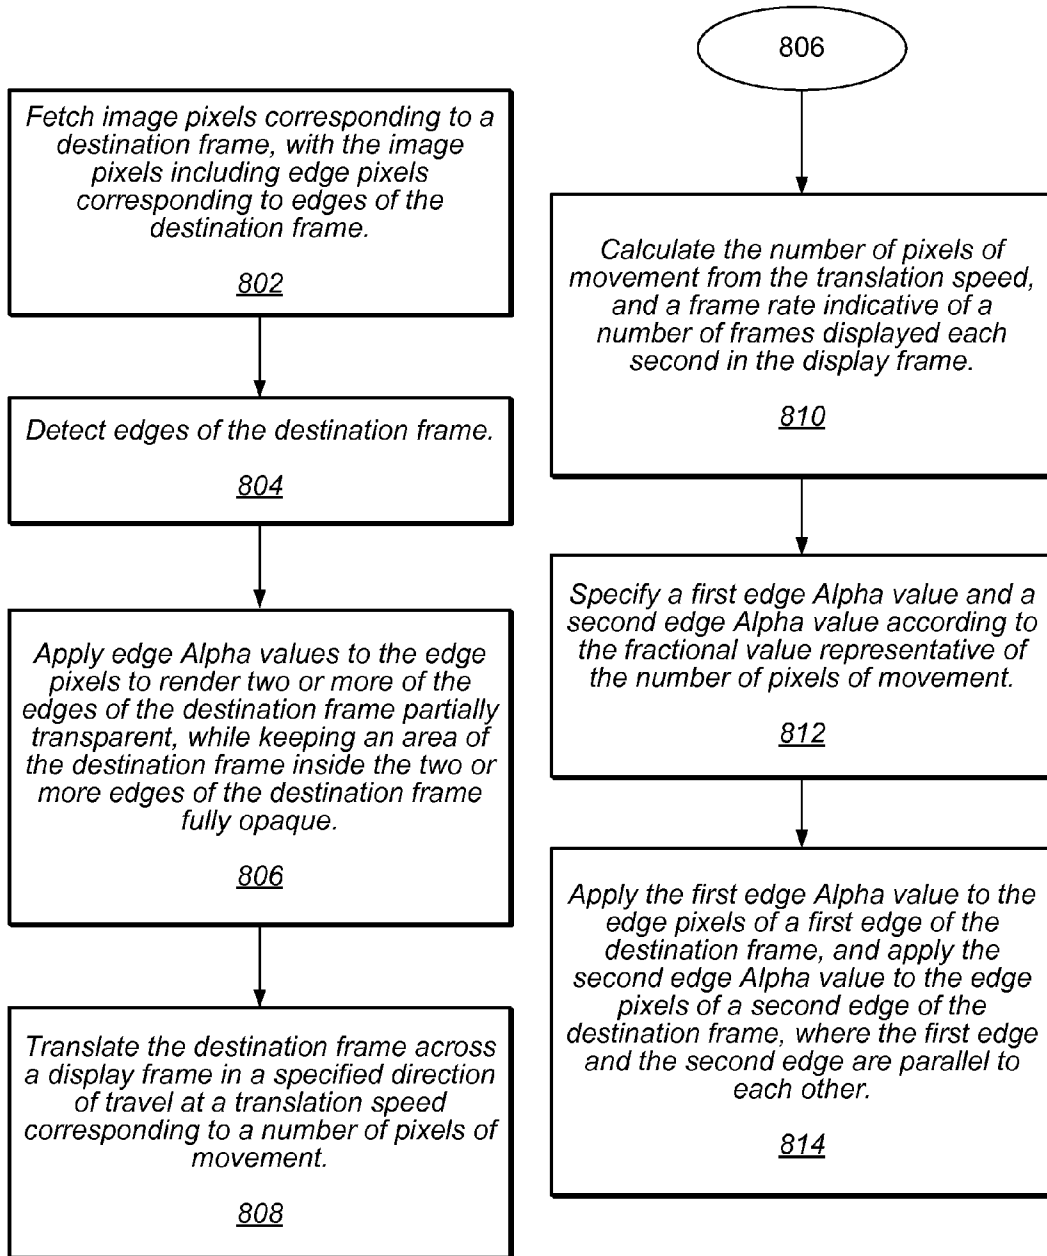 Fetch image pixels corresponding to a
destination frame, with the image
pixels including edge pixels
corresponding to edges of the
destination frame.
802
Detect edges of the destination frame.
804
Apply edge Alpha values to the edge
pixels to render two or more of the
edges of the destination frame partially
transparent, while keeping an area of
the destination frame inside the two or
more edges of the destination frame
fully opaque.
806
Translate the destination frame across
a display frame in a specified direction
of travel at a translation speed
corresponding to a number of pixels of
movement.
808
806
Calculate the number of pixels of
movement from the translation speed,
and a frame rate indicative of a
number of frames displayed each
second in the display frame.
810
Specify a first edge Alpha value and a
second edge Alpha value according to
the fractional value representative of
the number of pixels of movement.
812
Apply the first edge Alpha value to the
edge pixels of a first edge of the
destination frame, and apply the
second edge Alpha value to the edge
pixels of a second edge of the
destination frame, where the first edge
and the second edge are parallel to
each other.
814